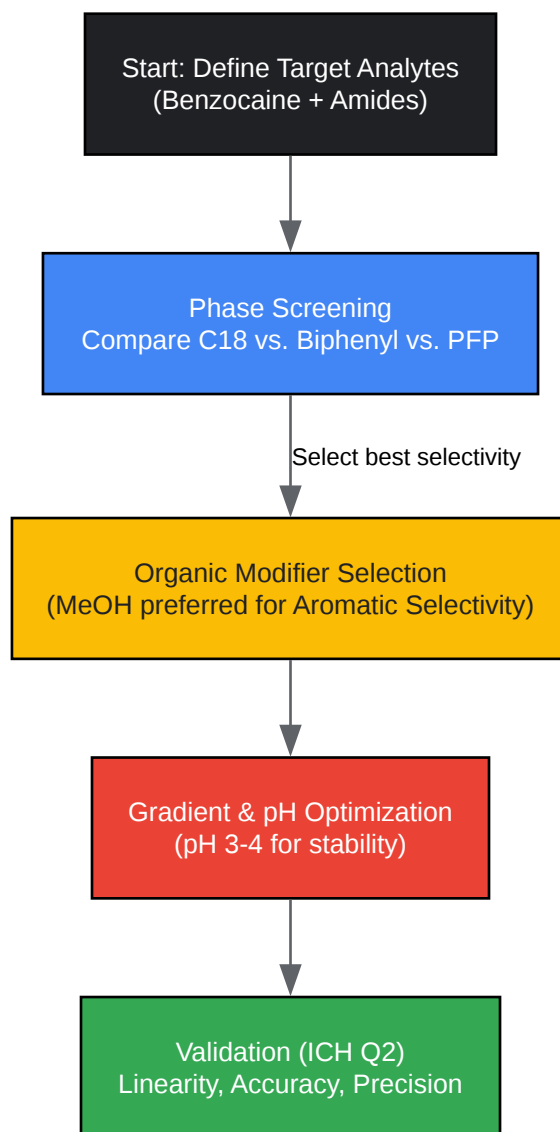 Start: Define Target Analytes
(Benzocaine + Amides)
Phase Screening
Compare C18 vs. Biphenyl vs. PFP
Select best selectivity
Organic Modifier Selection
(MeOH preferred for Aromatic Selectivity)
Gradient & pH Optimization
(pH 3-4 for stability)
Validation (ICH Q2)
Linearity, Accuracy, Precision